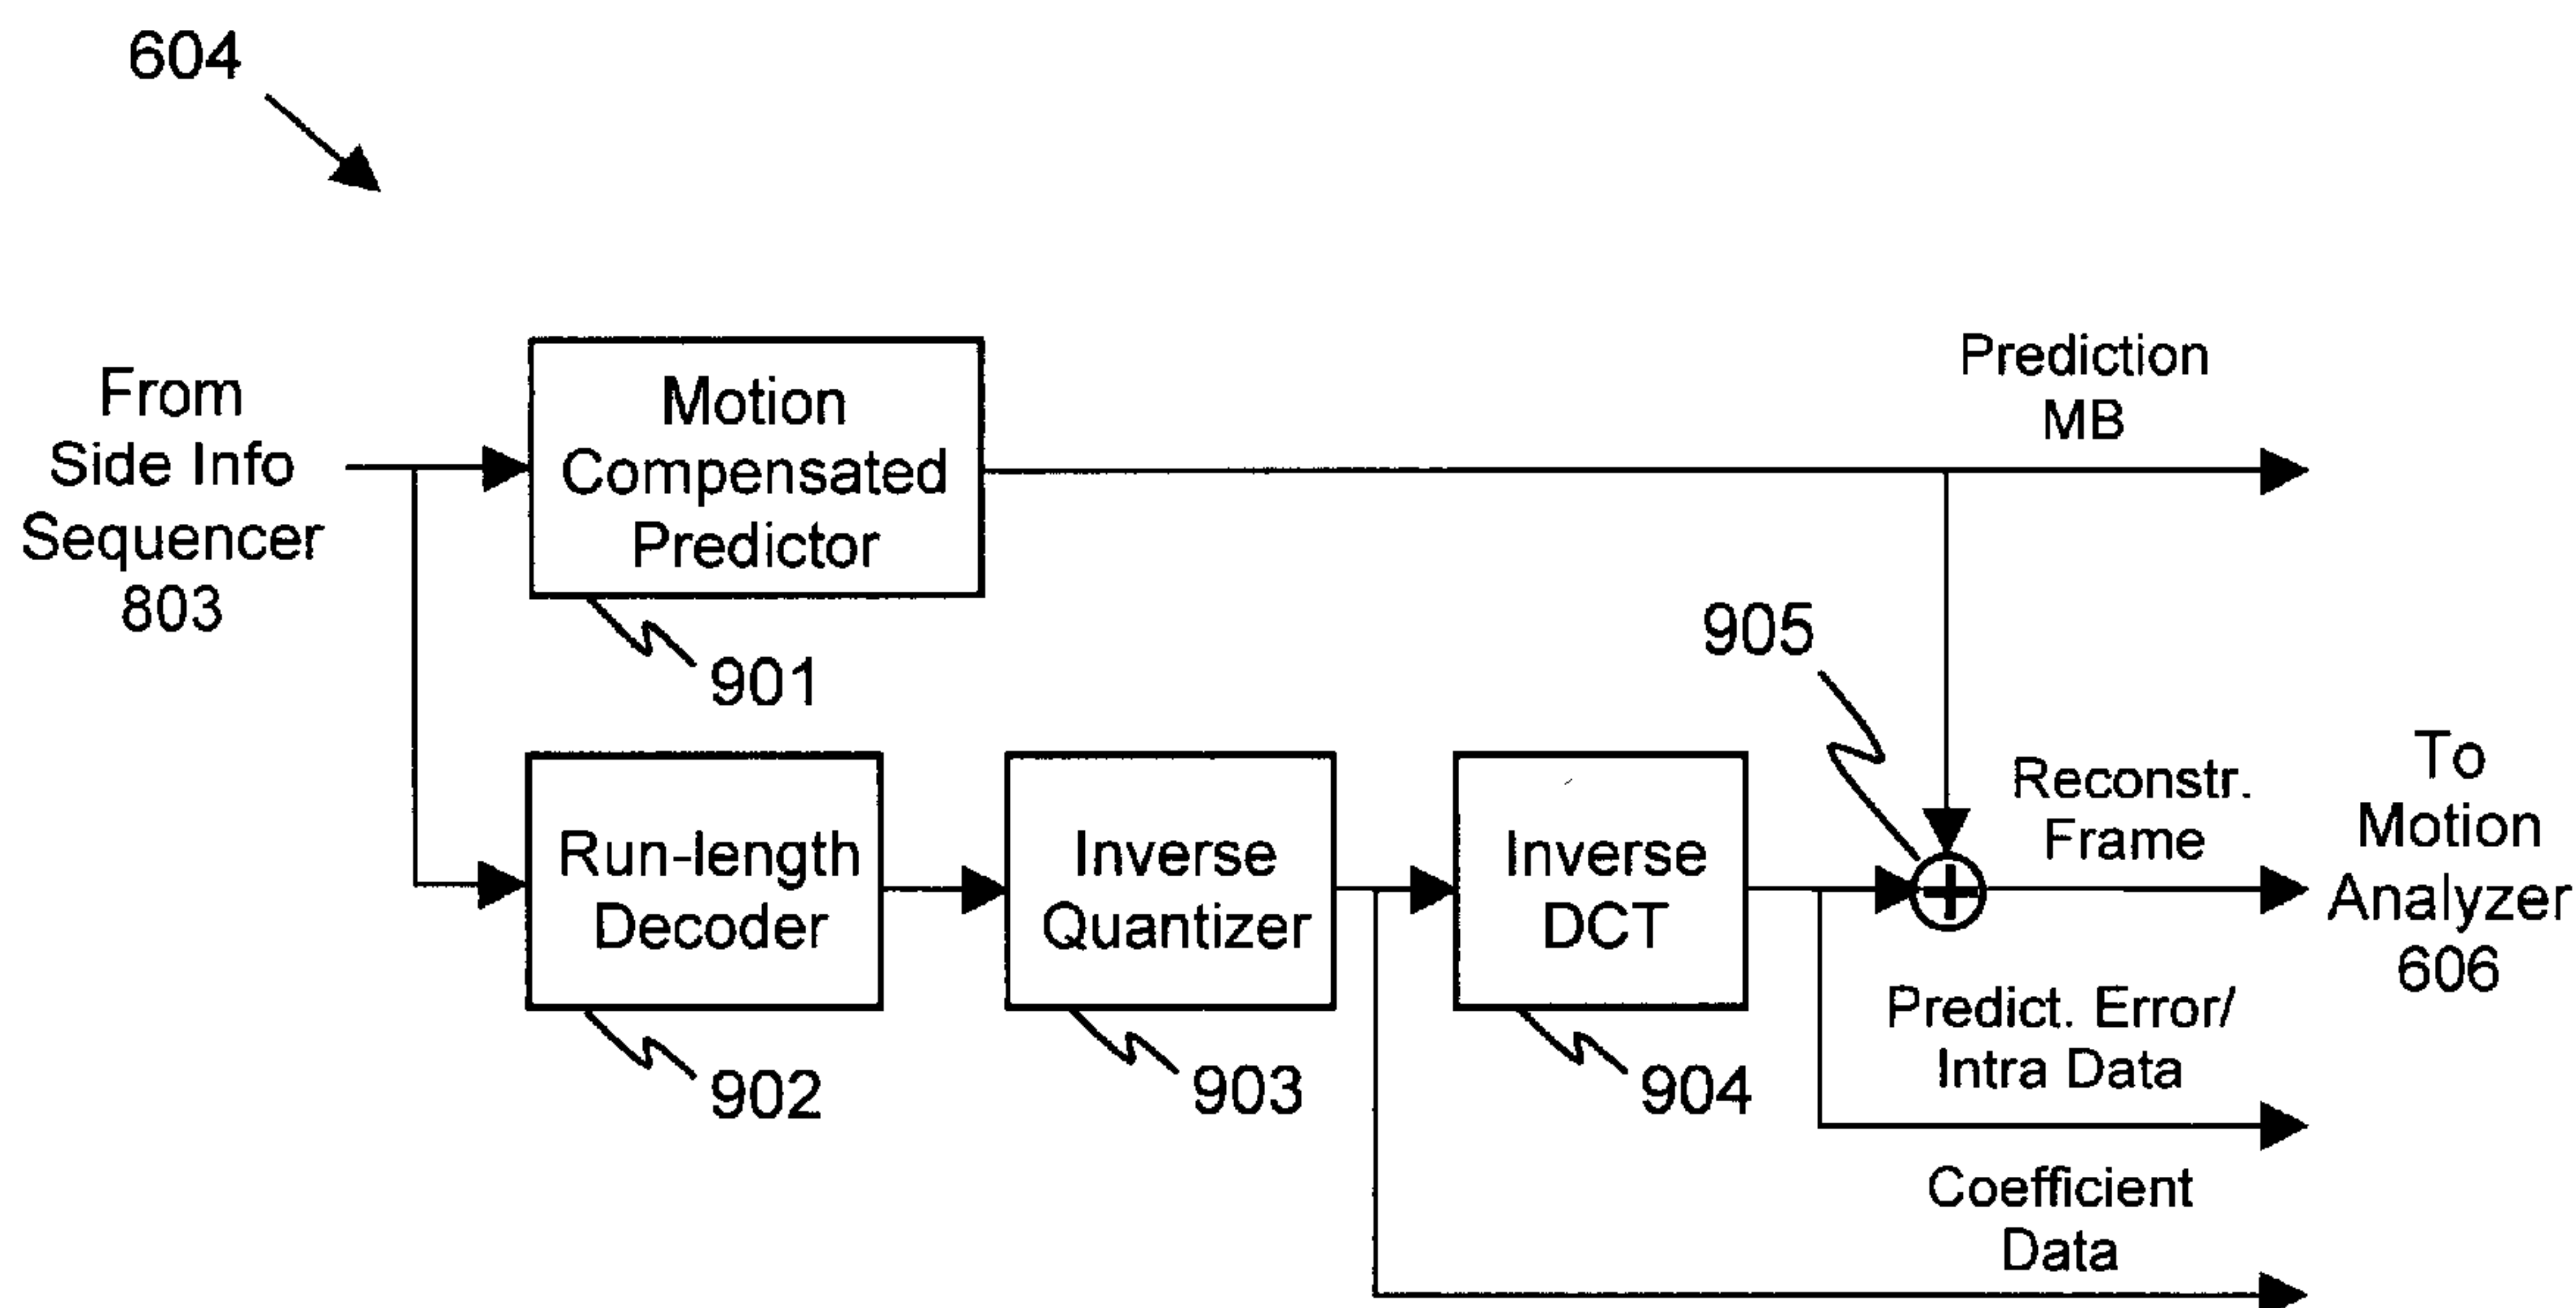 604
From
Side Info
Sequencer
803
Motion
Compensated
Predictor
901
Prediction
MB
905
Run-length
Decoder
902
Inverse
Quantizer
903
Inverse
DCT
904
Reconstr.
Frame
To
Motion
Analyzer
606
Predict. Error/
Intra Data
Coefficient
Data